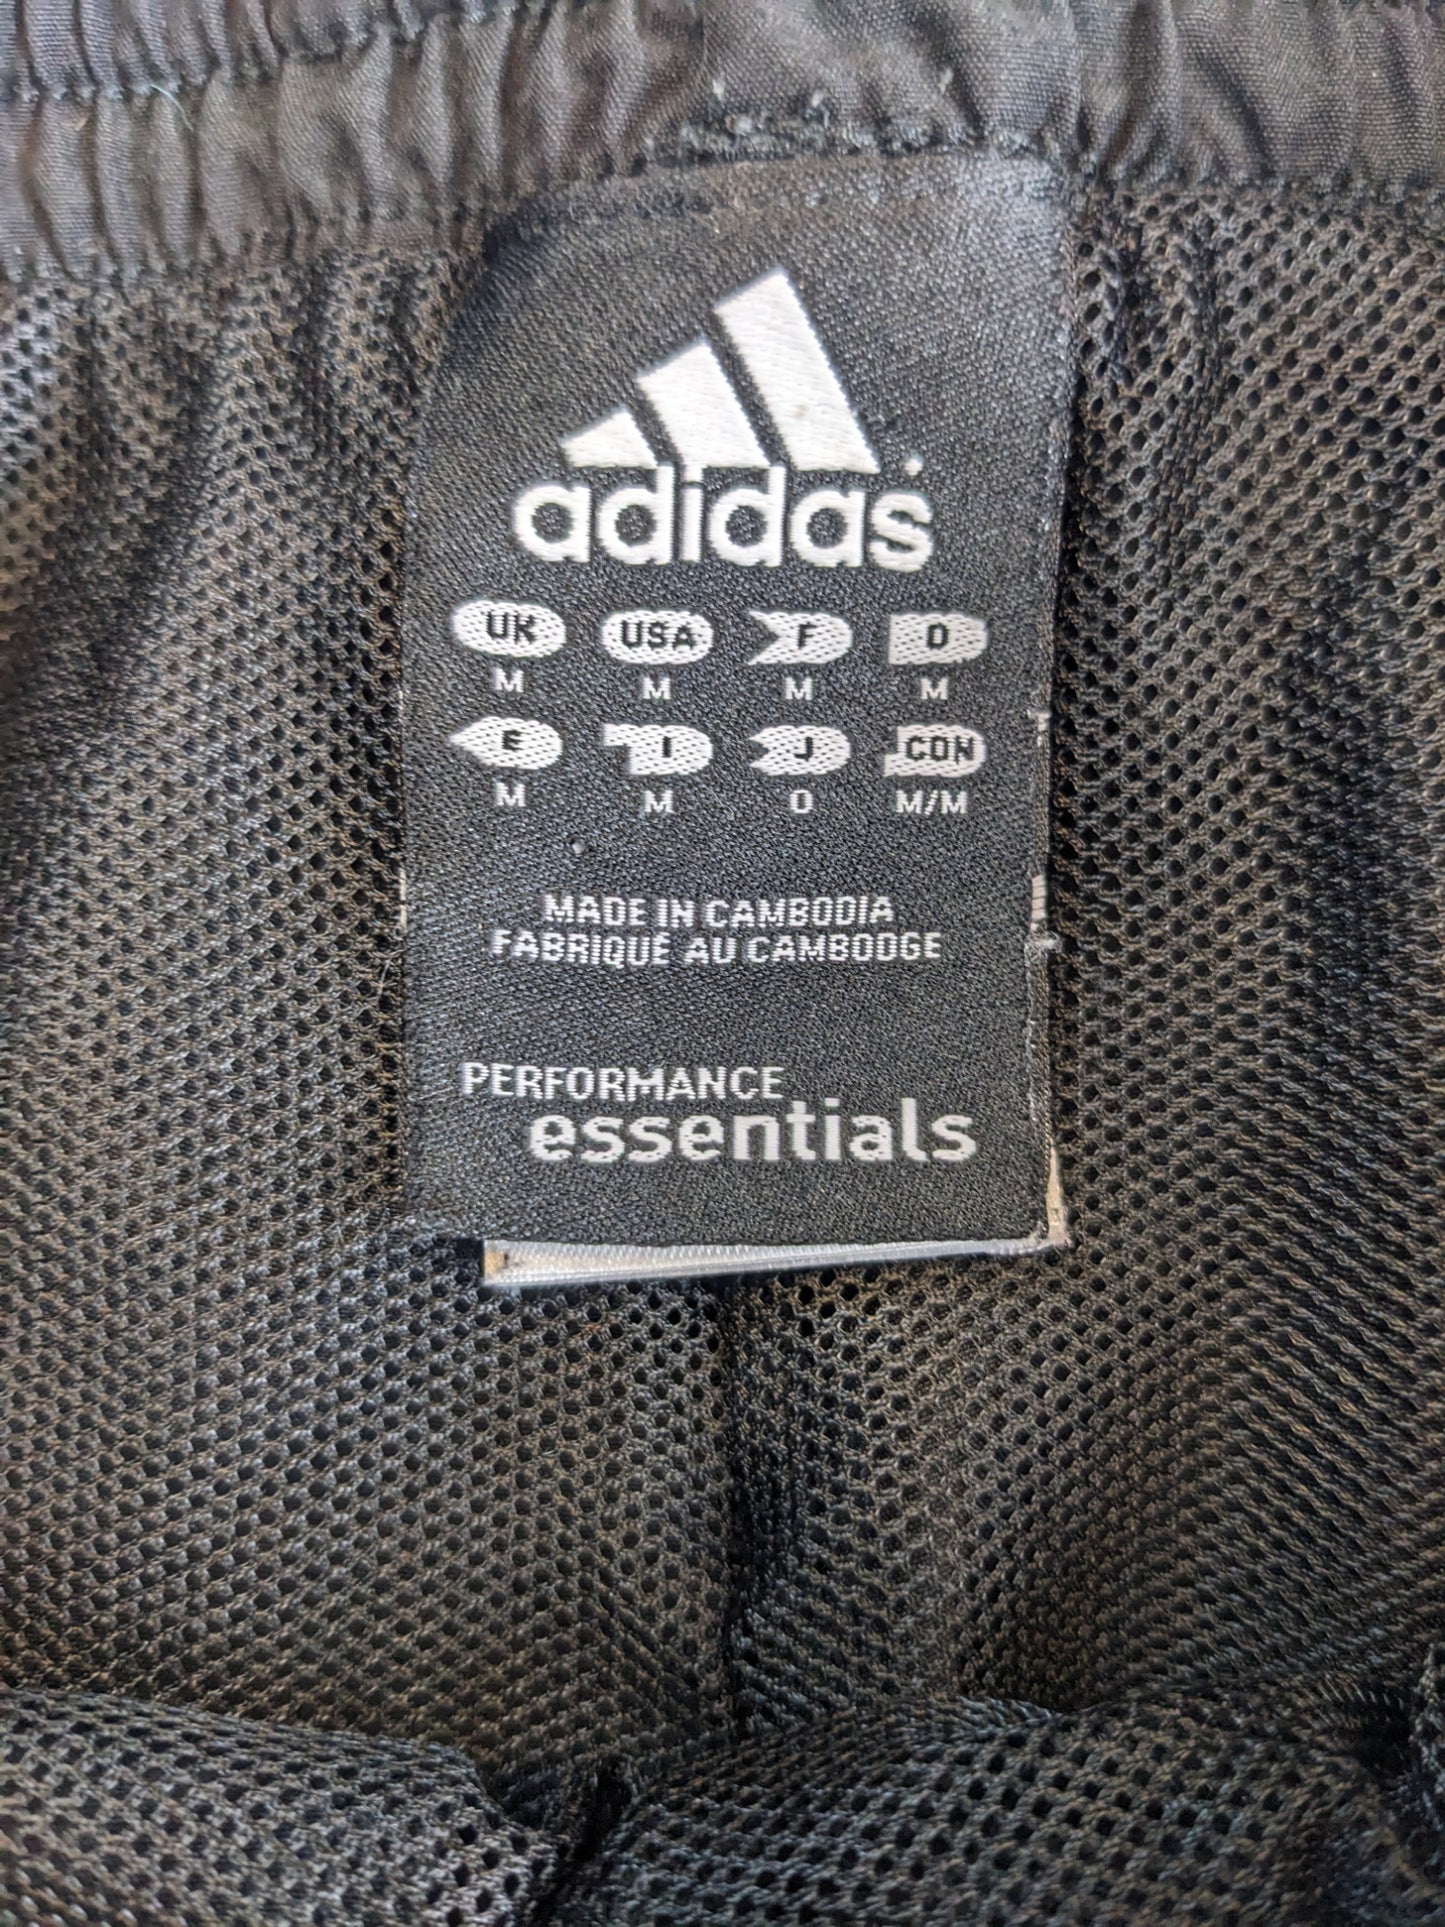 adidas
UK USA F D
M M M M
E I J CON
M M O M/M
MADE IN CAMBODIA
FABRIQUÉ AU CAMBODGE
PERFORMANCE
essentials